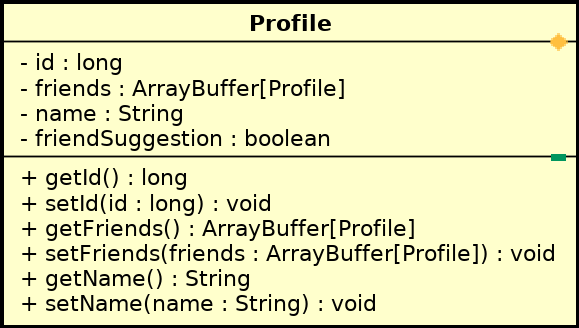 Profile
- id : long
- friends : ArrayBuffer[Profile]
- name : String
- friendSuggestion : boolean
+ getId() : long
+ setId(id : long) : void
+ getFriends() : ArrayBuffer[Profile]
+ setFriends(friends : ArrayBuffer[Profile]) : void
+ getName() : String
+ setName(name : String) : void